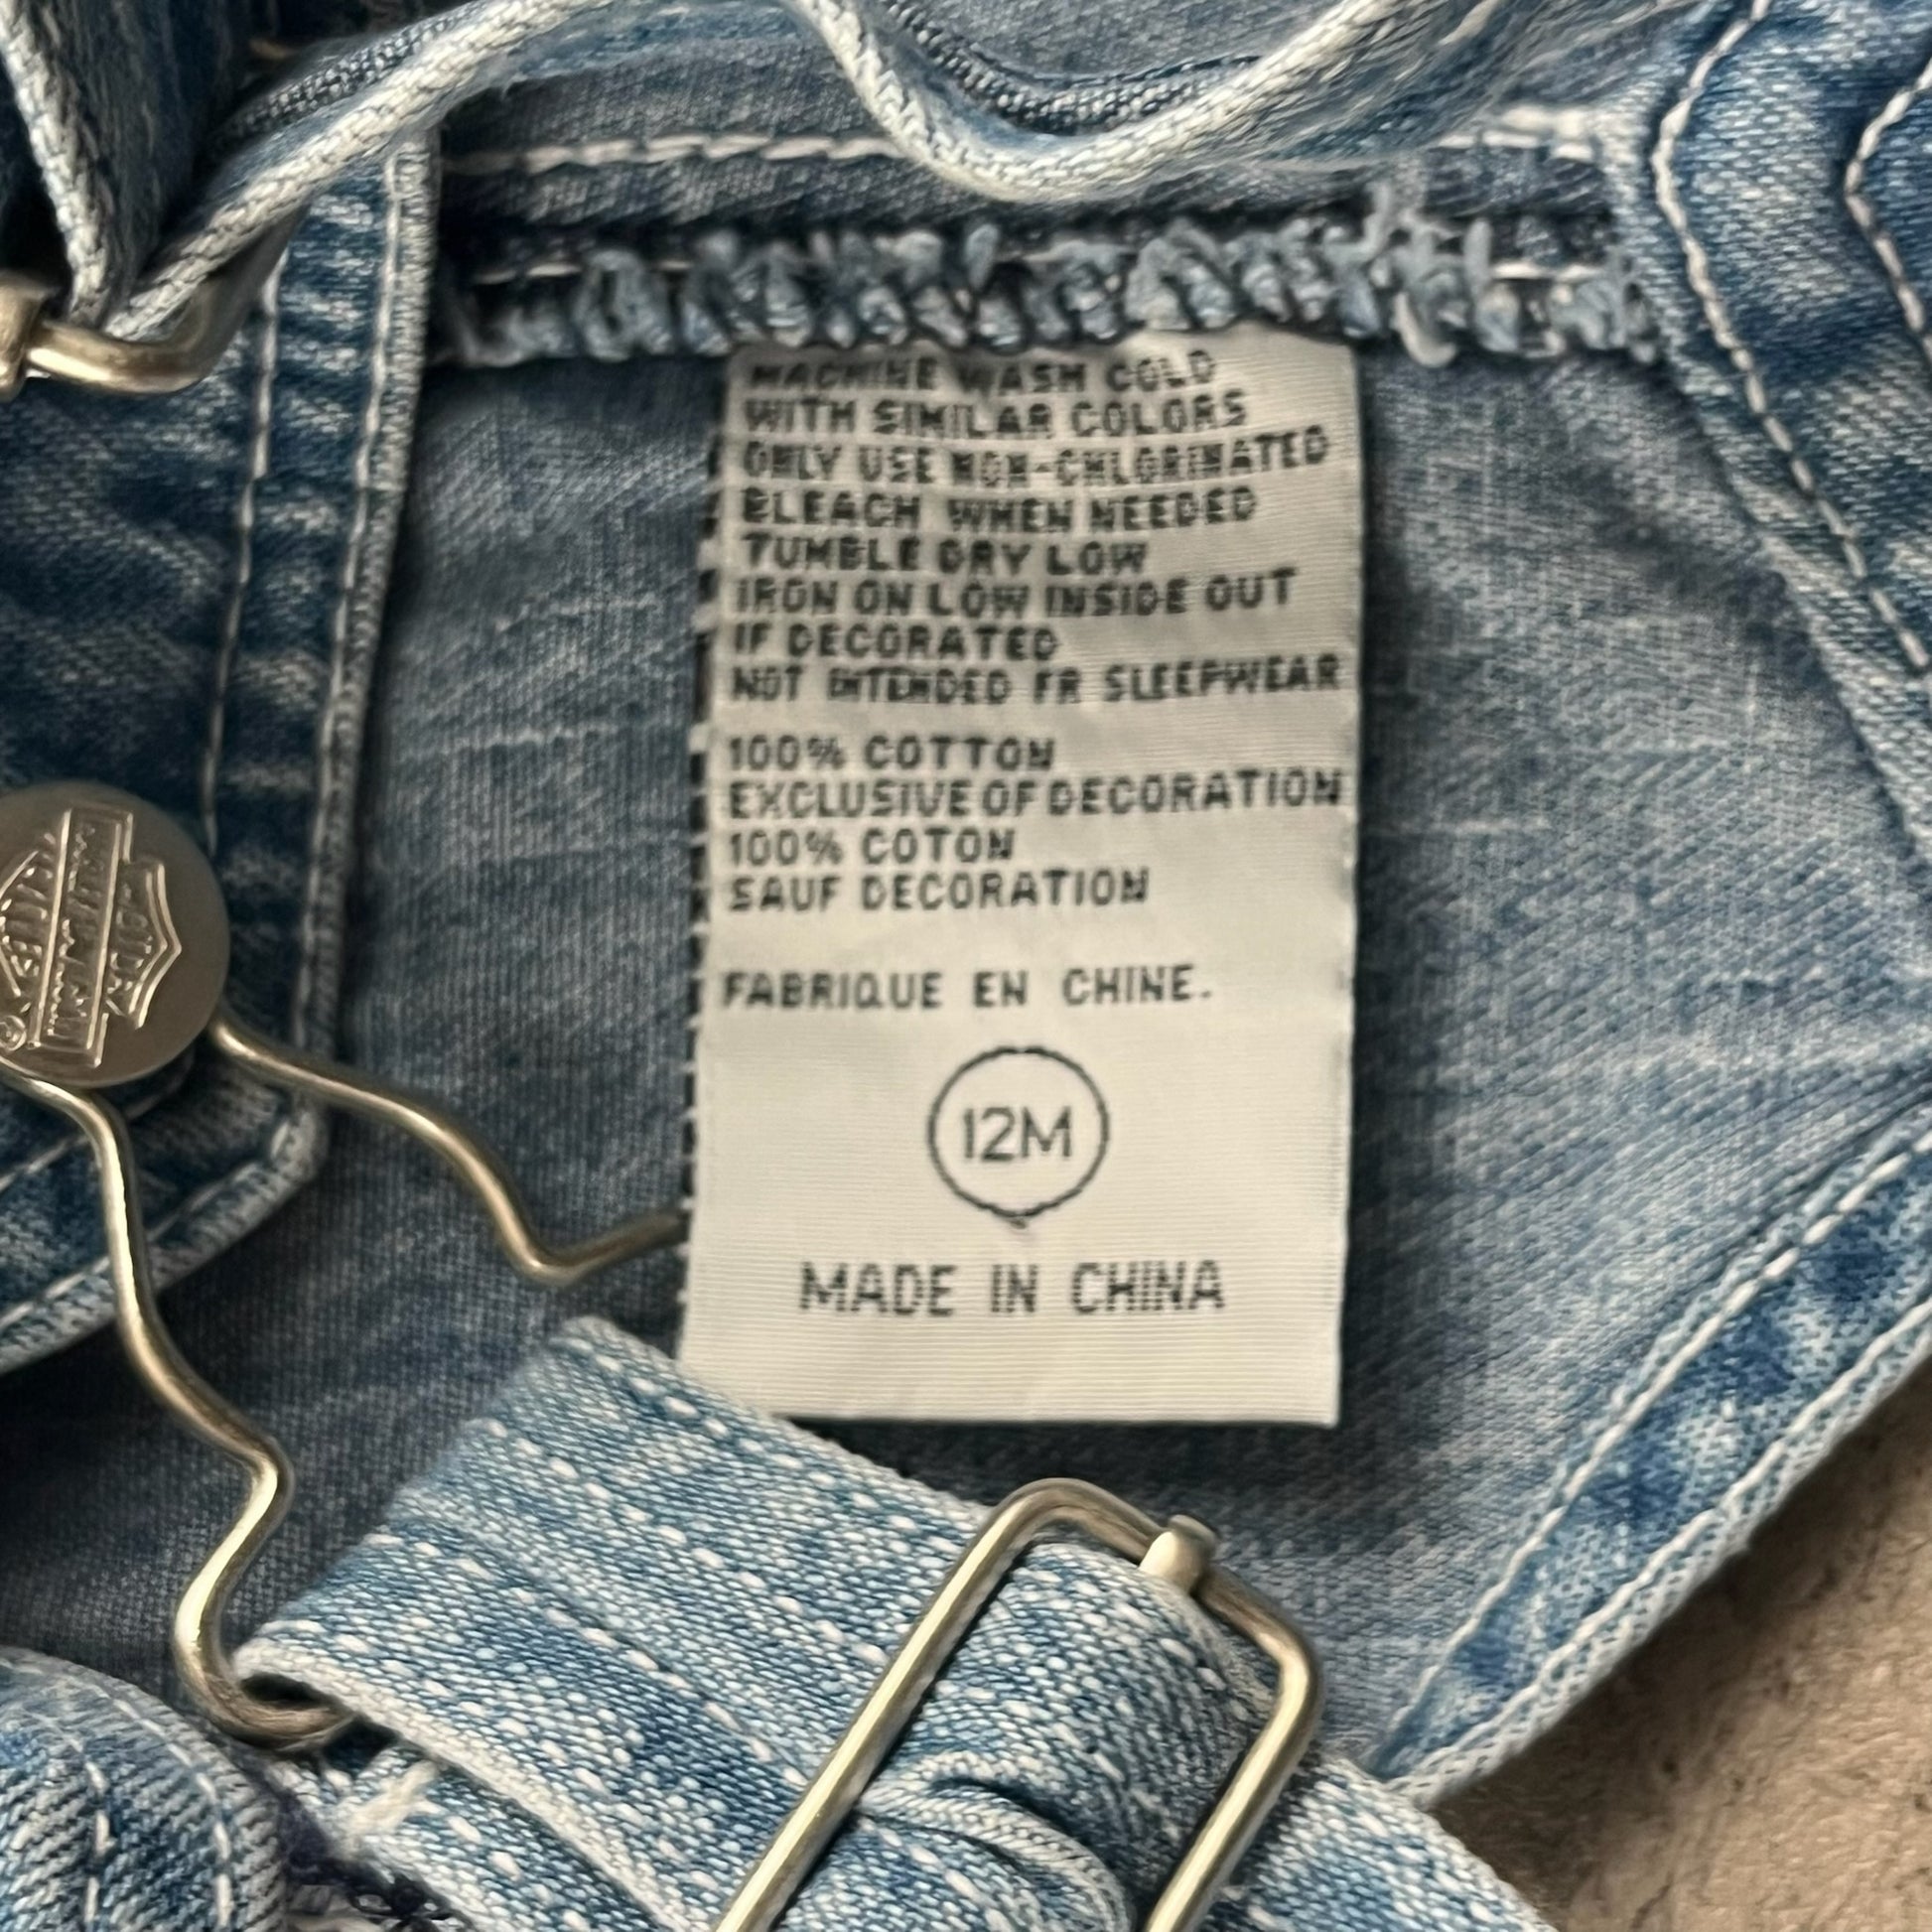 MACHINE WASH COLD
WITH SIMILAR COLORS
ONLY USE NON-CHLORINATED
BLEACH WHEN NEEDED
TUMBLE DRY LOW
IRON ON LOW INSIDE OUT
IF DECORATED
NOT INTENDED FR SLEEPWEAR
100% COTTON
EXCLUSIVE OF DECORATION
100% COTON
SAUF DECORATION
FABRIQUE EN CHINE.
12M
MADE IN CHINA